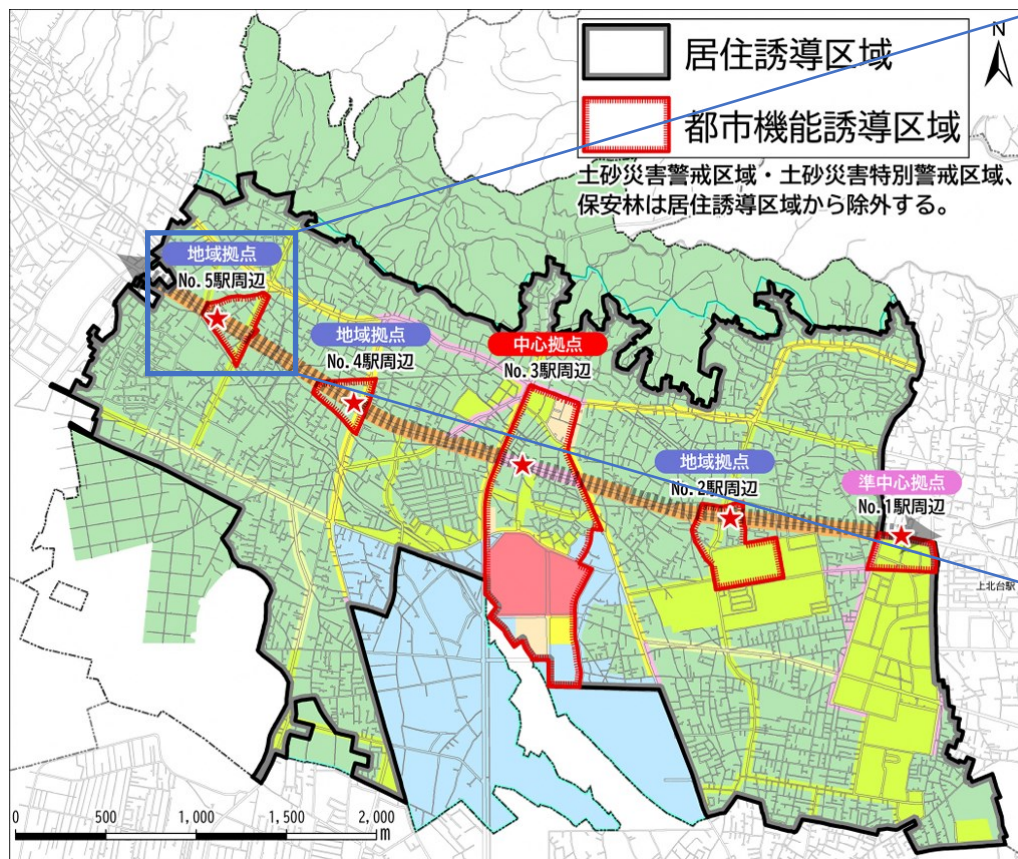 居住誘導区域
N
都市機能誘導区域
土砂災害警戒区域・土砂災害特別警戒区域、
保安林は居住誘導区域から除外する。
地域拠点
No.5駅周辺
地域拠点
No.4駅周辺
中心拠点
No.3駅周辺
地域拠点
No.2駅周辺
準中心拠点
No.1駅周辺
上北台駅
0 500 1,000 1,500 2,000
m